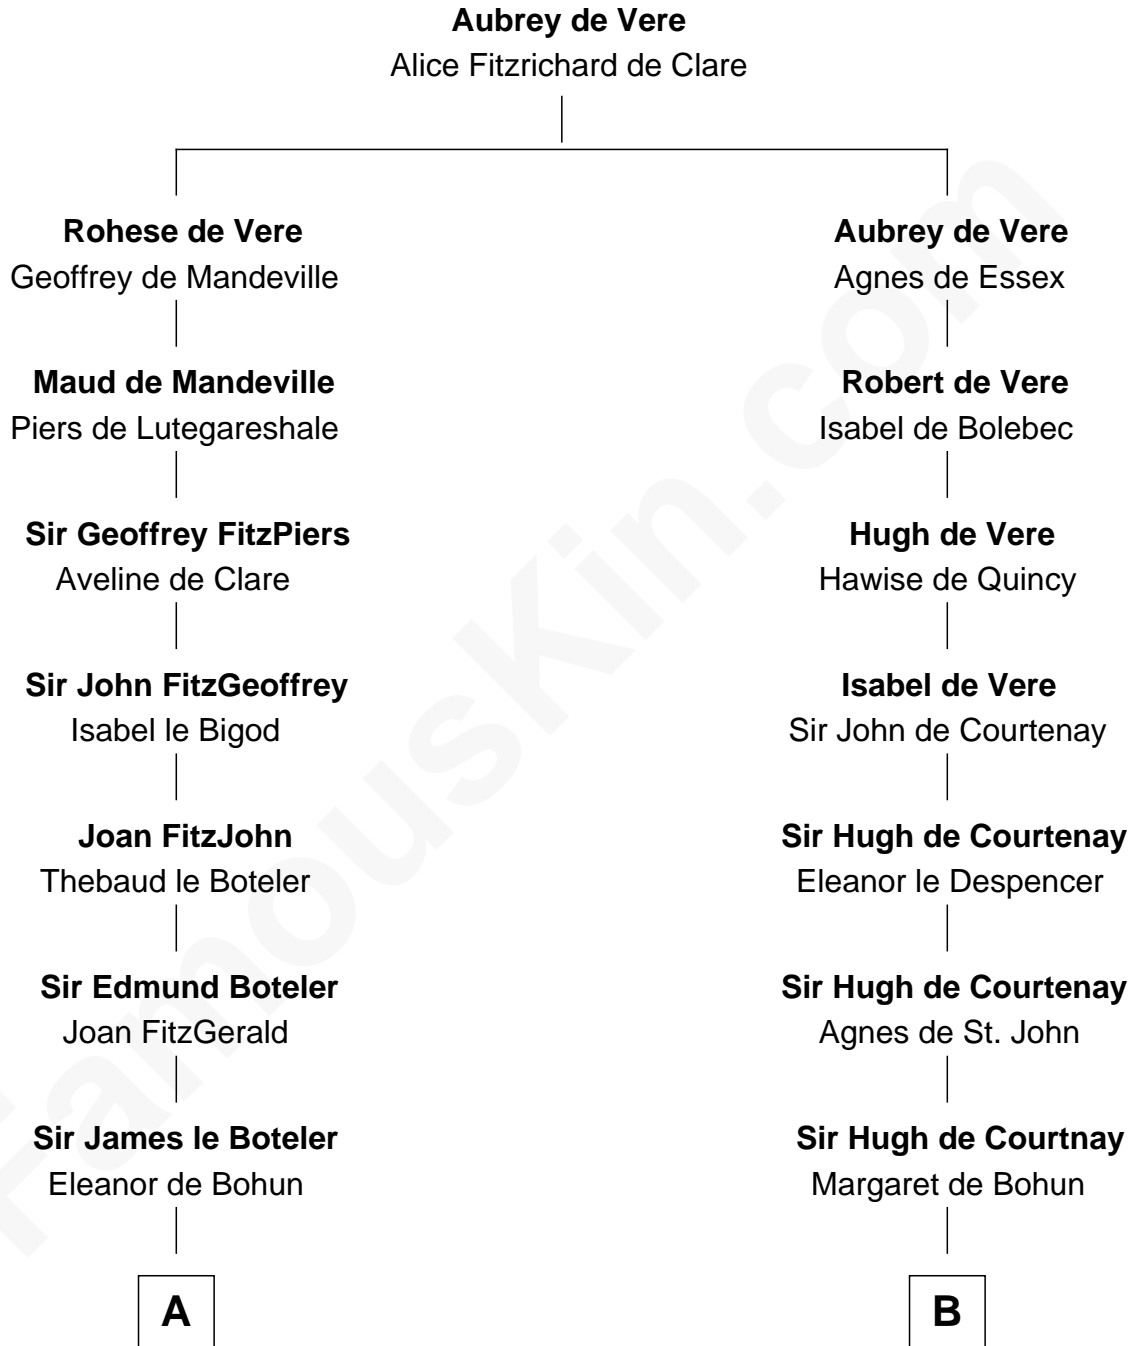 Aubrey de Vere
Alice Fitzrichard de Clare
Rohese de Vere
Geoffrey de Mandeville
Aubrey de Vere
Agnes de Essex
Maud de Mandeville
Piers de Lutegareshale
Robert de Vere
Isabel de Bolebec
Sir Geoffrey FitzPiers
Aveline de Clare
Hugh de Vere
Hawise de Quincy
Sir John FitzGeoffrey
Isabel le Bigod
Isabel de Vere
Sir John de Courtenay
Joan FitzJohn
Thebaud le Boteler
Sir Hugh de Courtenay
Eleanor le Despencer
Sir Edmund Boteler
Joan FitzGerald
Sir Hugh de Courtenay
Agnes de St. John
Sir James le Boteler
Eleanor de Bohun
Sir Hugh de Courtnay
Margaret de Bohun
A
B
FamousKin.com